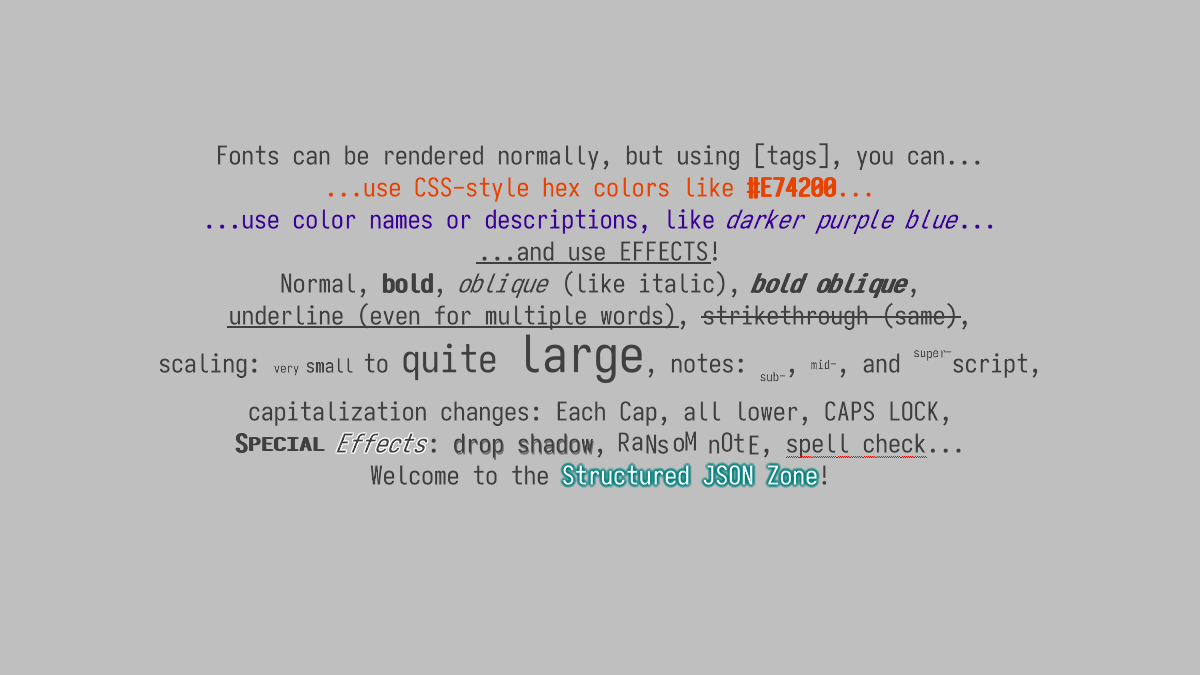 Fonts can be rendered normally, but using [tags], you can...
...use CSS-style hex colors like #E74200...
...use color names or descriptions, like darker purple blue...
...and use EFFECTS!
Normal, bold, oblique (like italic), bold oblique,
underline (even for multiple words), strikethrough (same),
scaling: very small to quite large, notes: sub-, mid-, and super-script,
capitalization changes: Each Cap, all lower, CAPS LOCK,
SPECIAL Effects: drop shadow, RaNsoM nOtE, spell check...
Welcome to the Structured JSON Zone!